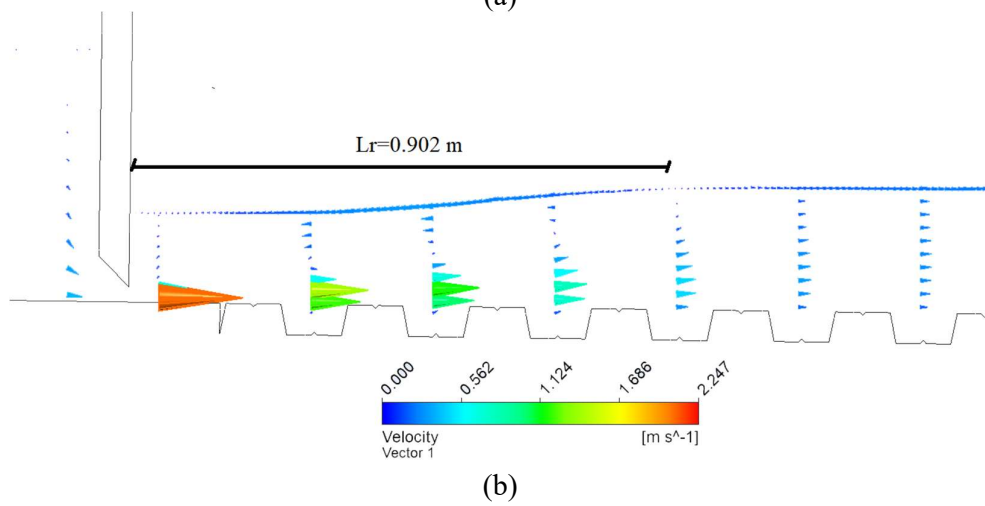 (a)
Lr=0.902 m
0.000
0.562
1.124
1.686
2.247
Velocity
Vector 1
[m s^-1]
(b)